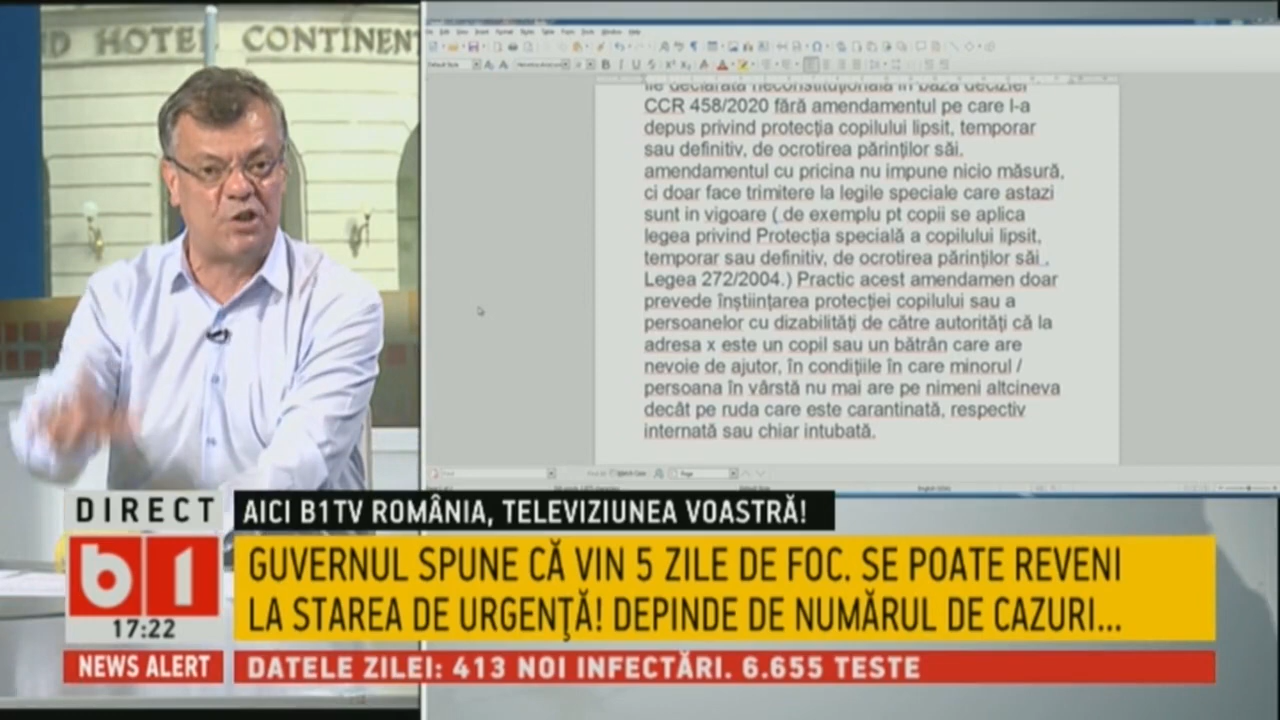 D HOTEL CONTINENT
CCR 458/2020 fără amendamentul pe care l-a
depus privind protecția copilului lipsit, temporar
sau definitiv, de ocrotirea părinților săi.
amendamentul cu pricina nu impune nicio măsură,
ci doar face trimitere la legile speciale care astazi
sunt in vigoare ( de exemplu pt copii se aplica
legea privind Protecția specială a copilului lipsit,
temporar sau definitiv, de ocrotirea părinților săi .
Legea 272/2004.) Practic acest amendamen doar
prevede înștiințarea protecției copilului sau a
persoanelor cu dizabilități de către autorități că la
adresa x este un copil sau un bătrân care are
nevoie de ajutor, în condițiile în care minorul /
persoana în vârstă nu mai are pe nimeni altcineva
decât pe ruda care este carantinată, respectiv
internată sau chiar intubată.
DIRECT
AICI B1TV ROMÂNIA, TELEVIZIUNEA VOASTRĂ!
b1
GUVERNUL SPUNE CĂ VIN 5 ZILE DE FOC. SE POATE REVENI
LA STAREA DE URGENŢĂ! DEPINDE DE NUMĂRUL DE CAZURI...
17:22
NEWS ALERT
DATELE ZILEI: 413 NOI INFECTĂRI. 6.655 TESTE